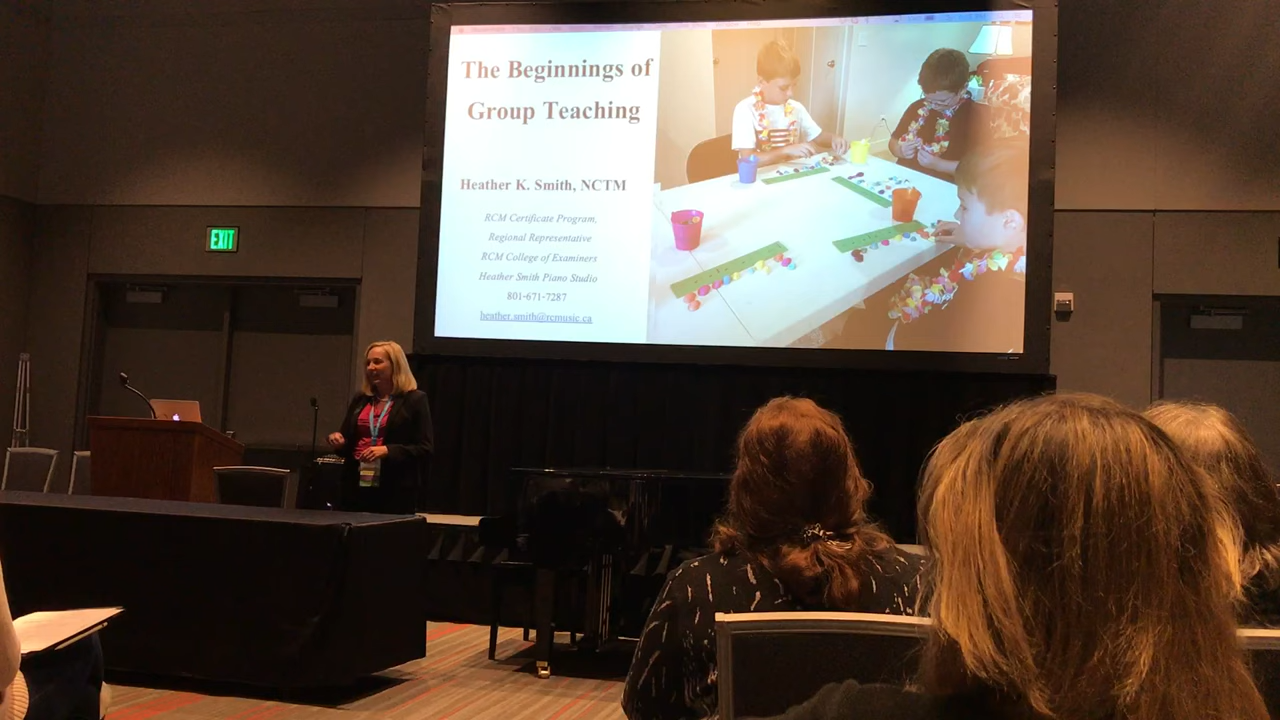 The Beginnings of
Group Teaching
Heather K. Smith, NCTM
RCM Certificate Program,
Regional Representative
RCM College of Examiners
Heather Smith Piano Studio
801-671-7287
heather.smith@rcmusic.ca
EXIT